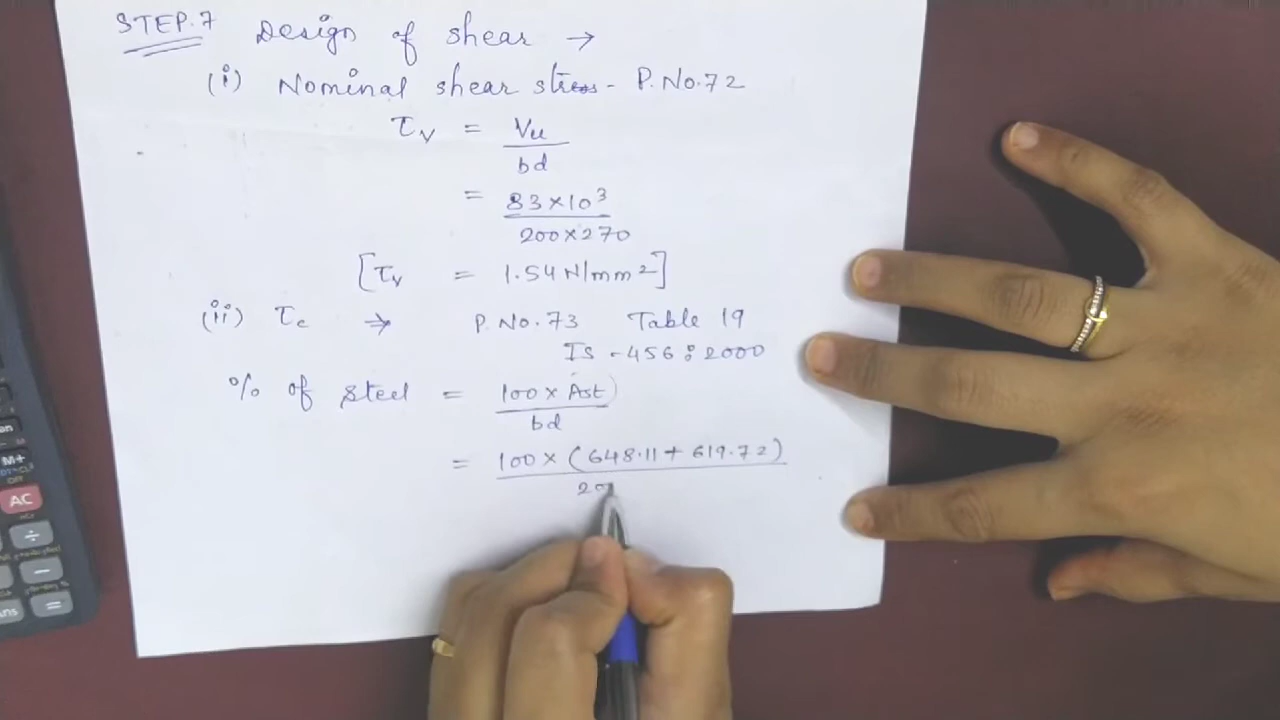 STEP.7 Design of shear →
(i) Nominal shear stress - P.No.72
τv = Vu
bd
= 83×10³
200×270
[τv = 1.54 N/mm²]
(ii) τc → P.No.73 Table 19
IS - 456:2000
% of Steel = 100 × Ast
bd
= 100 × (648.11 + 619.72)
20
M+
AC
÷
−
=